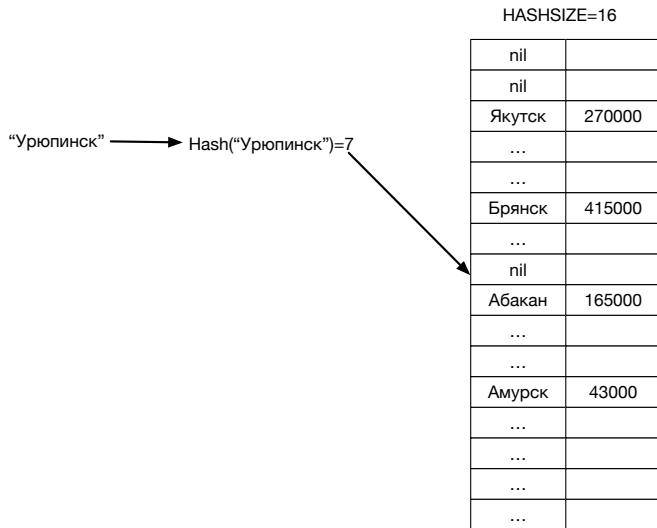 HASHSIZE=16
nil
nil
“Урюпинск” Hash(“Урюпинск”)=7 Якутск 270000
...
...
Брянск 415000
...
nil
Абакан 165000
...
...
Амурск 43000
...
...
...
...